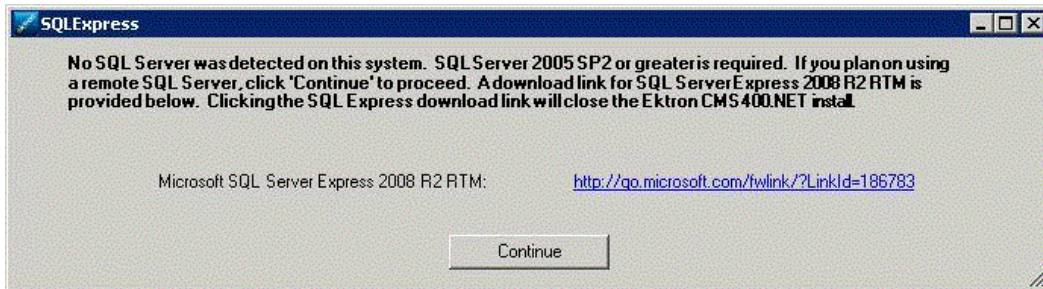 SQLExpress
No SQL Server was detected on this system. SQL Server 2005 SP2 or greater is required. If you plan on using
a remote SQL Server, click 'Continue' to proceed. A download link for SQL Server Express 2008 R2 RTM is
provided below. Clicking the SQL Express download link will close the Ektron CMS400.NET install.
Microsoft SQL Server Express 2008 R2 RTM: http://go.microsoft.com/fwlink/?LinkId=186783
Continue